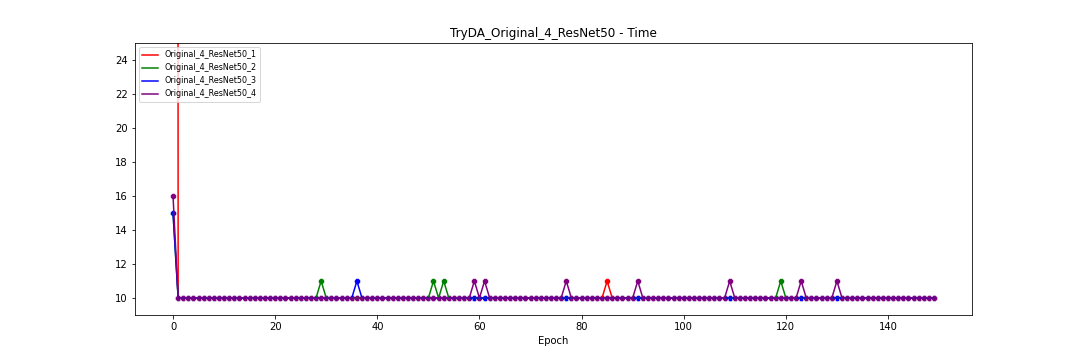 TryDA_Original_4_ResNet50 - Time
Original_4_ResNet50_1
Original_4_ResNet50_2
Original_4_ResNet50_3
Original_4_ResNet50_4
24
22
20
18
16
14
12
10
0 20 40 60 80 100 120 140
Epoch